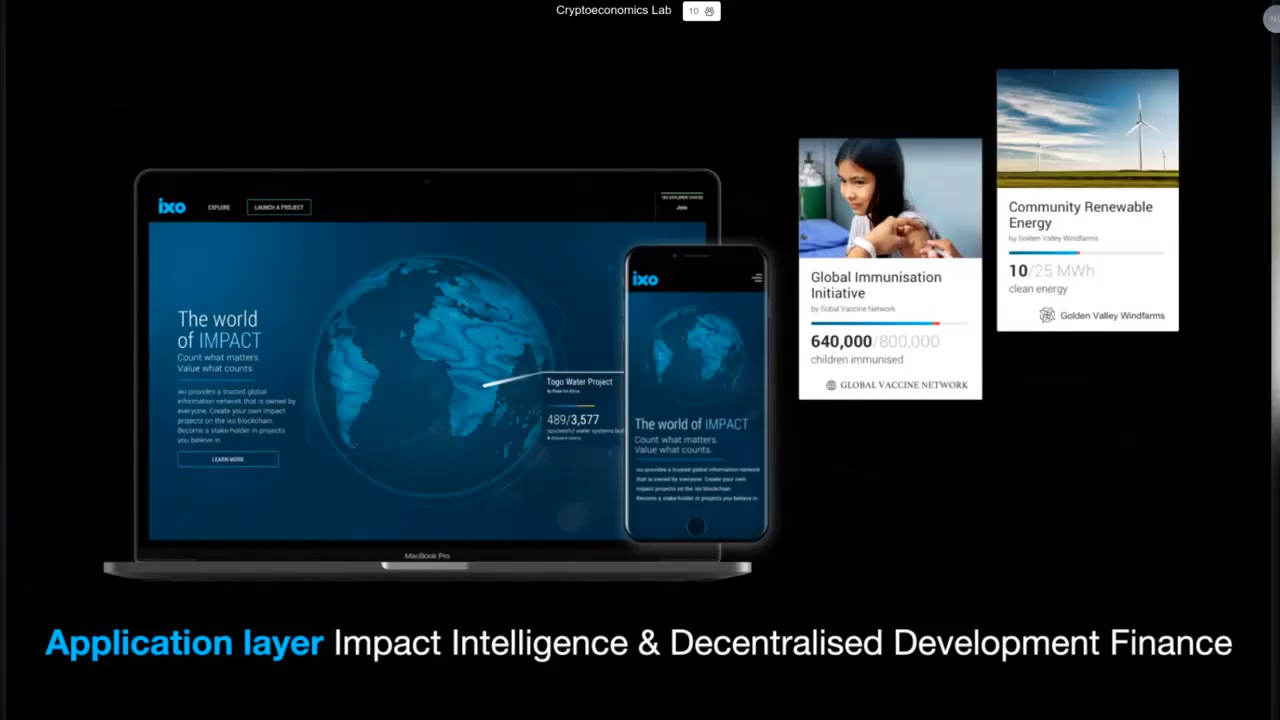 Cryptoeconomics Lab 10
ixo EXPLORE LAUNCH A PROJECT
Join
The world
of IMPACT
Count what matters.
Value what counts
ixo provides a trusted global
information network that is owned by
everyone. Create your own impact
projects on the ixo blockchain.
Become a stake-holder in projects
you believe in.
LEARN MORE
Togo Water Project
489/3,577
successful water systems
MacBook Pro
ixo
The world of IMPACT
Count what matters.
Value what counts.
ixo provides a trusted global information network
that is owned by everyone. Create your own
impact projects on the ixo blockchain
Become a stake-holder in projects you believe in.
Global Immunisation
Initiative
by Gobal Vaccine Network
640,000/800,000
children immunised
GLOBAL VACCINE NETWORK
Community Renewable
Energy
by Golden Valley Windfarms
10/25 MWh
clean energy
Golden Valley Windfarms
Application layer Impact Intelligence & Decentralised Development Finance